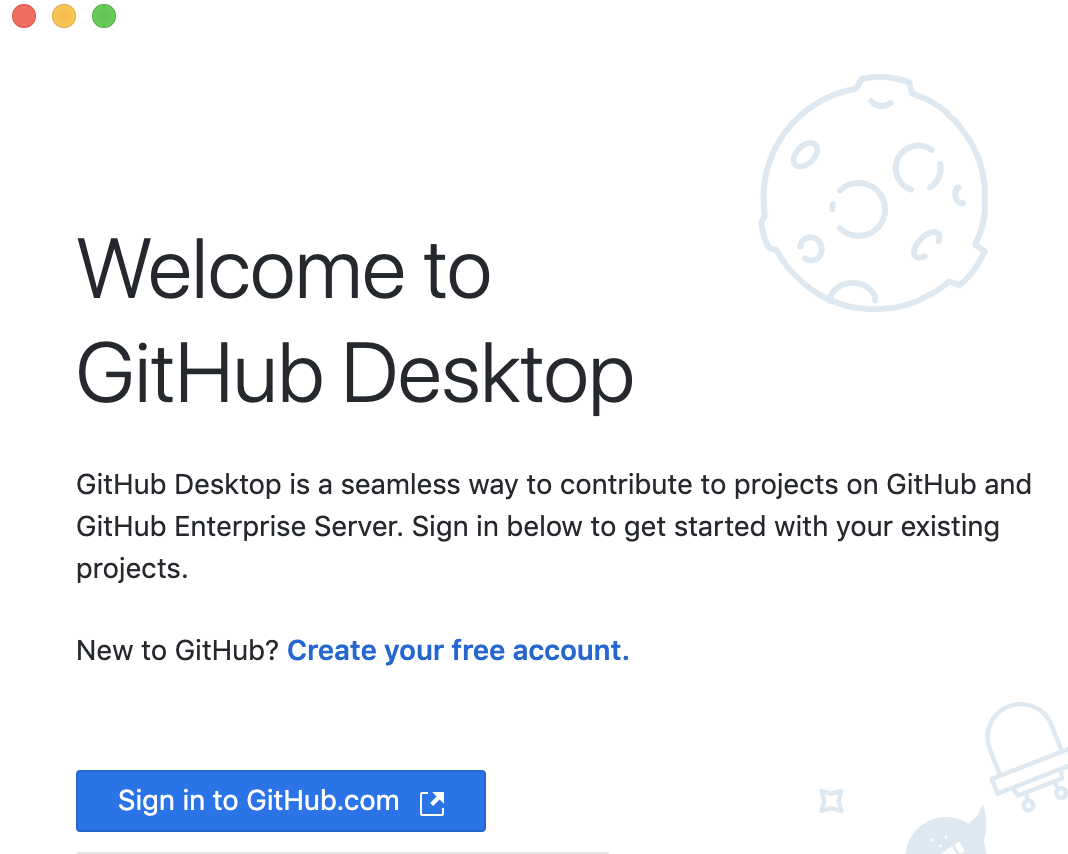 Welcome to
GitHub Desktop
GitHub Desktop is a seamless way to contribute to projects on GitHub and
GitHub Enterprise Server. Sign in below to get started with your existing
projects.
New to GitHub? Create your free account.
Sign in to GitHub.com